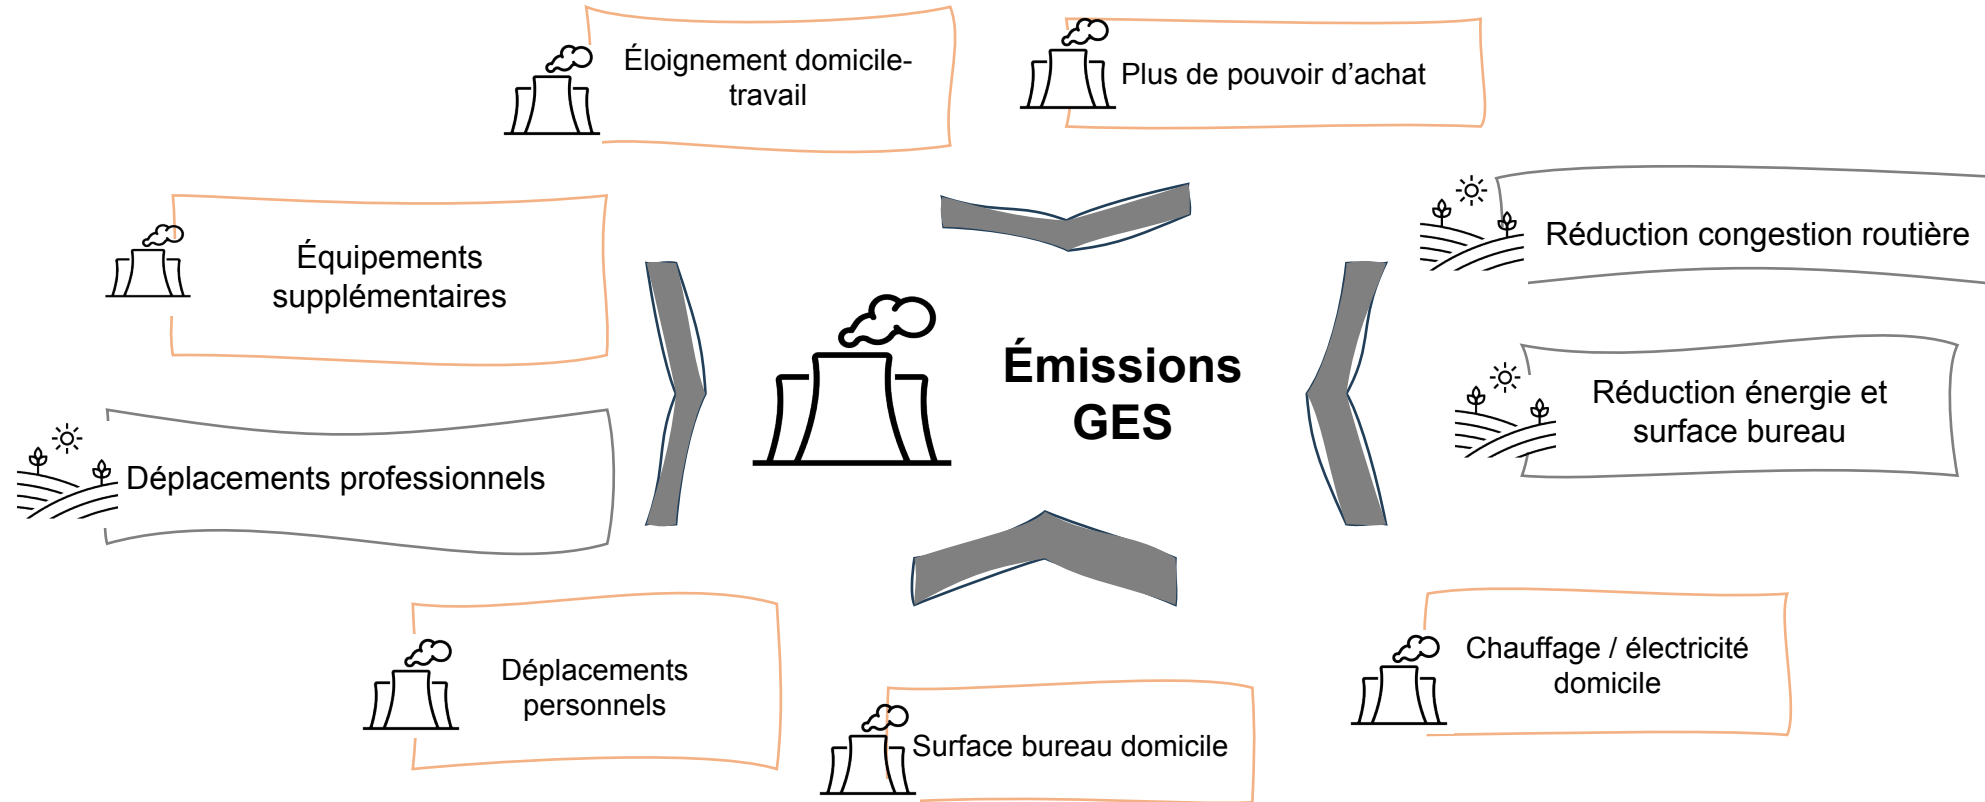 Éloignement domicile-
travail
Plus de pouvoir d’achat
Réduction congestion routière
Équipements
supplémentaires
Émissions
GES
Réduction énergie et
surface bureau
Déplacements professionnels
Déplacements
personnels
Surface bureau domicile
Chauffage / électricité
domicile